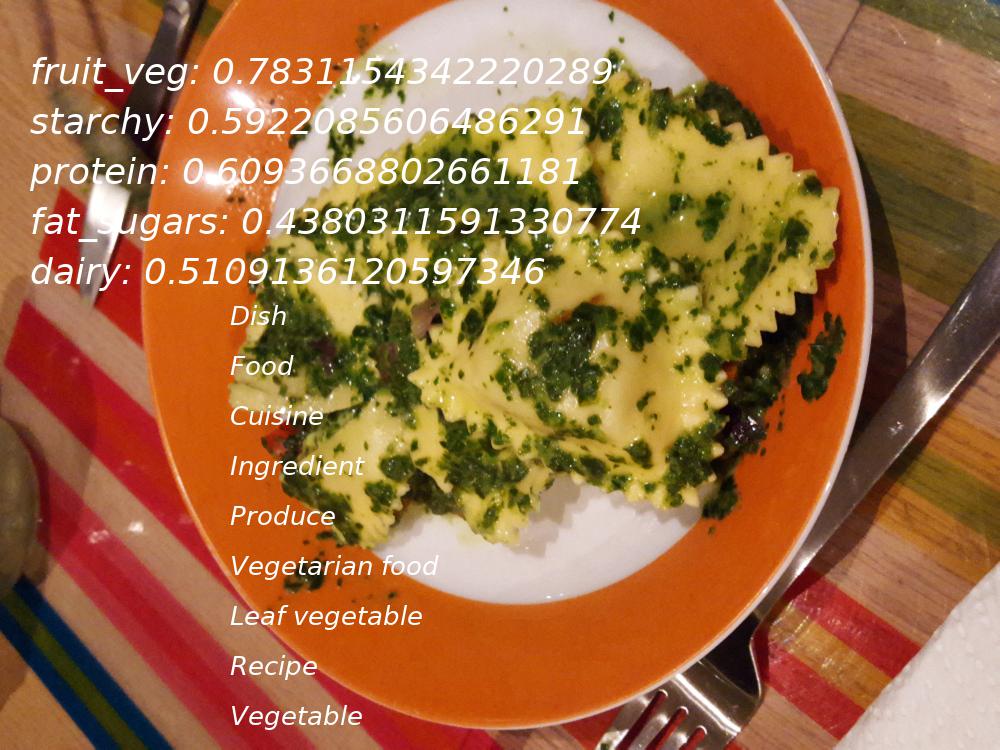 fruit_veg: 0.7831154342220289
starchy: 0.5922085606486291
protein: 0.6093668802661181
fat_sugars: 0.4380311591330774
dairy: 0.5109136120597346
Dish
Food
Cuisine
Ingredient
Produce
Vegetarian food
Leaf vegetable
Recipe
Vegetable